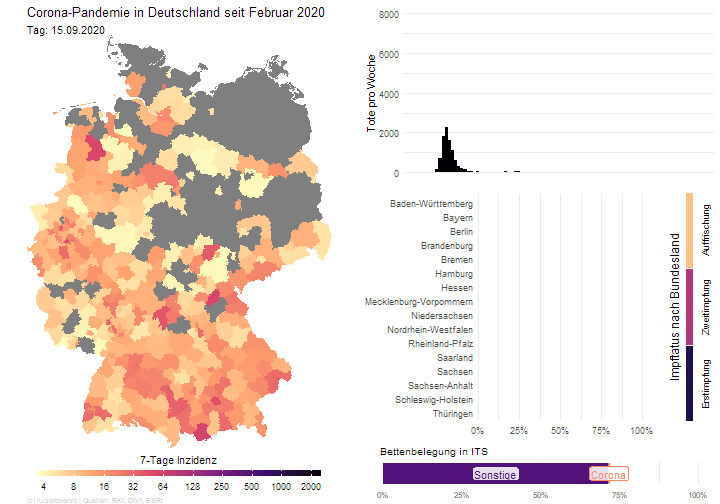 Corona-Pandemie in Deutschland seit Februar 2020
Tag: 15.09.2020
7-Tage Inzidenz
4 8 16 32 64 128 250 500 1000 2000
(c) /u/zeitbrennt | Quellen: RKI, DIVI, ESRI
Tote pro Woche
8000
6000
4000
2000
0
Baden-Württemberg
Bayern
Berlin
Brandenburg
Bremen
Hamburg
Hessen
Mecklenburg-Vorpommern
Niedersachsen
Nordrhein-Westfalen
Rheinland-Pfalz
Saarland
Sachsen
Sachsen-Anhalt
Schleswig-Holstein
Thüringen
0% 25% 50% 75% 100%
Impfstatus nach Bundesland
Auffrischung
Zweitimpfung
Erstimpfung
Bettenbelegung in ITS
Sonstige Corona
0% 25% 50% 75% 100%